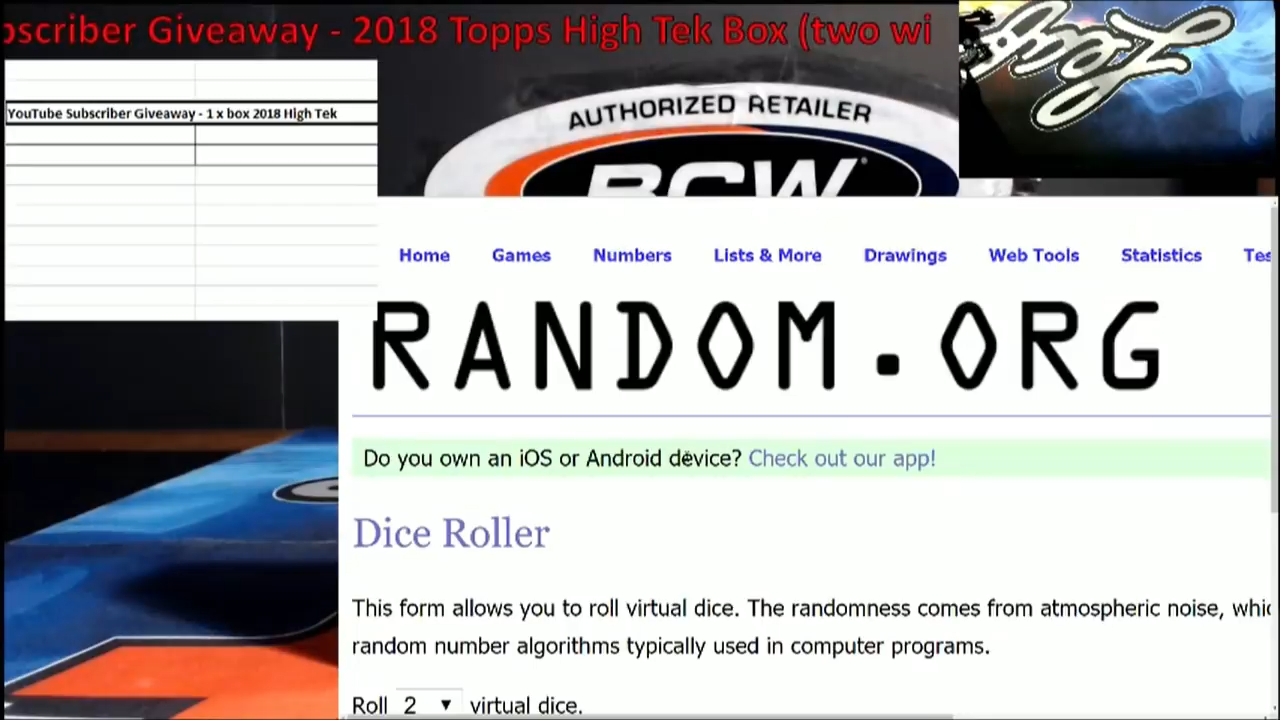 bscriber Giveaway - 2018 Topps High Tek Box (two wi
YouTube Subscriber Giveaway - 1 x box 2018 High Tek
AUTHORIZED RETAILER
BCW
Home Games Numbers Lists & More Drawings Web Tools Statistics Tes
RANDOM.ORG
Do you own an iOS or Android device? Check out our app!
Dice Roller
This form allows you to roll virtual dice. The randomness comes from atmospheric noise, whic
random number algorithms typically used in computer programs.
Roll 2 virtual dice.